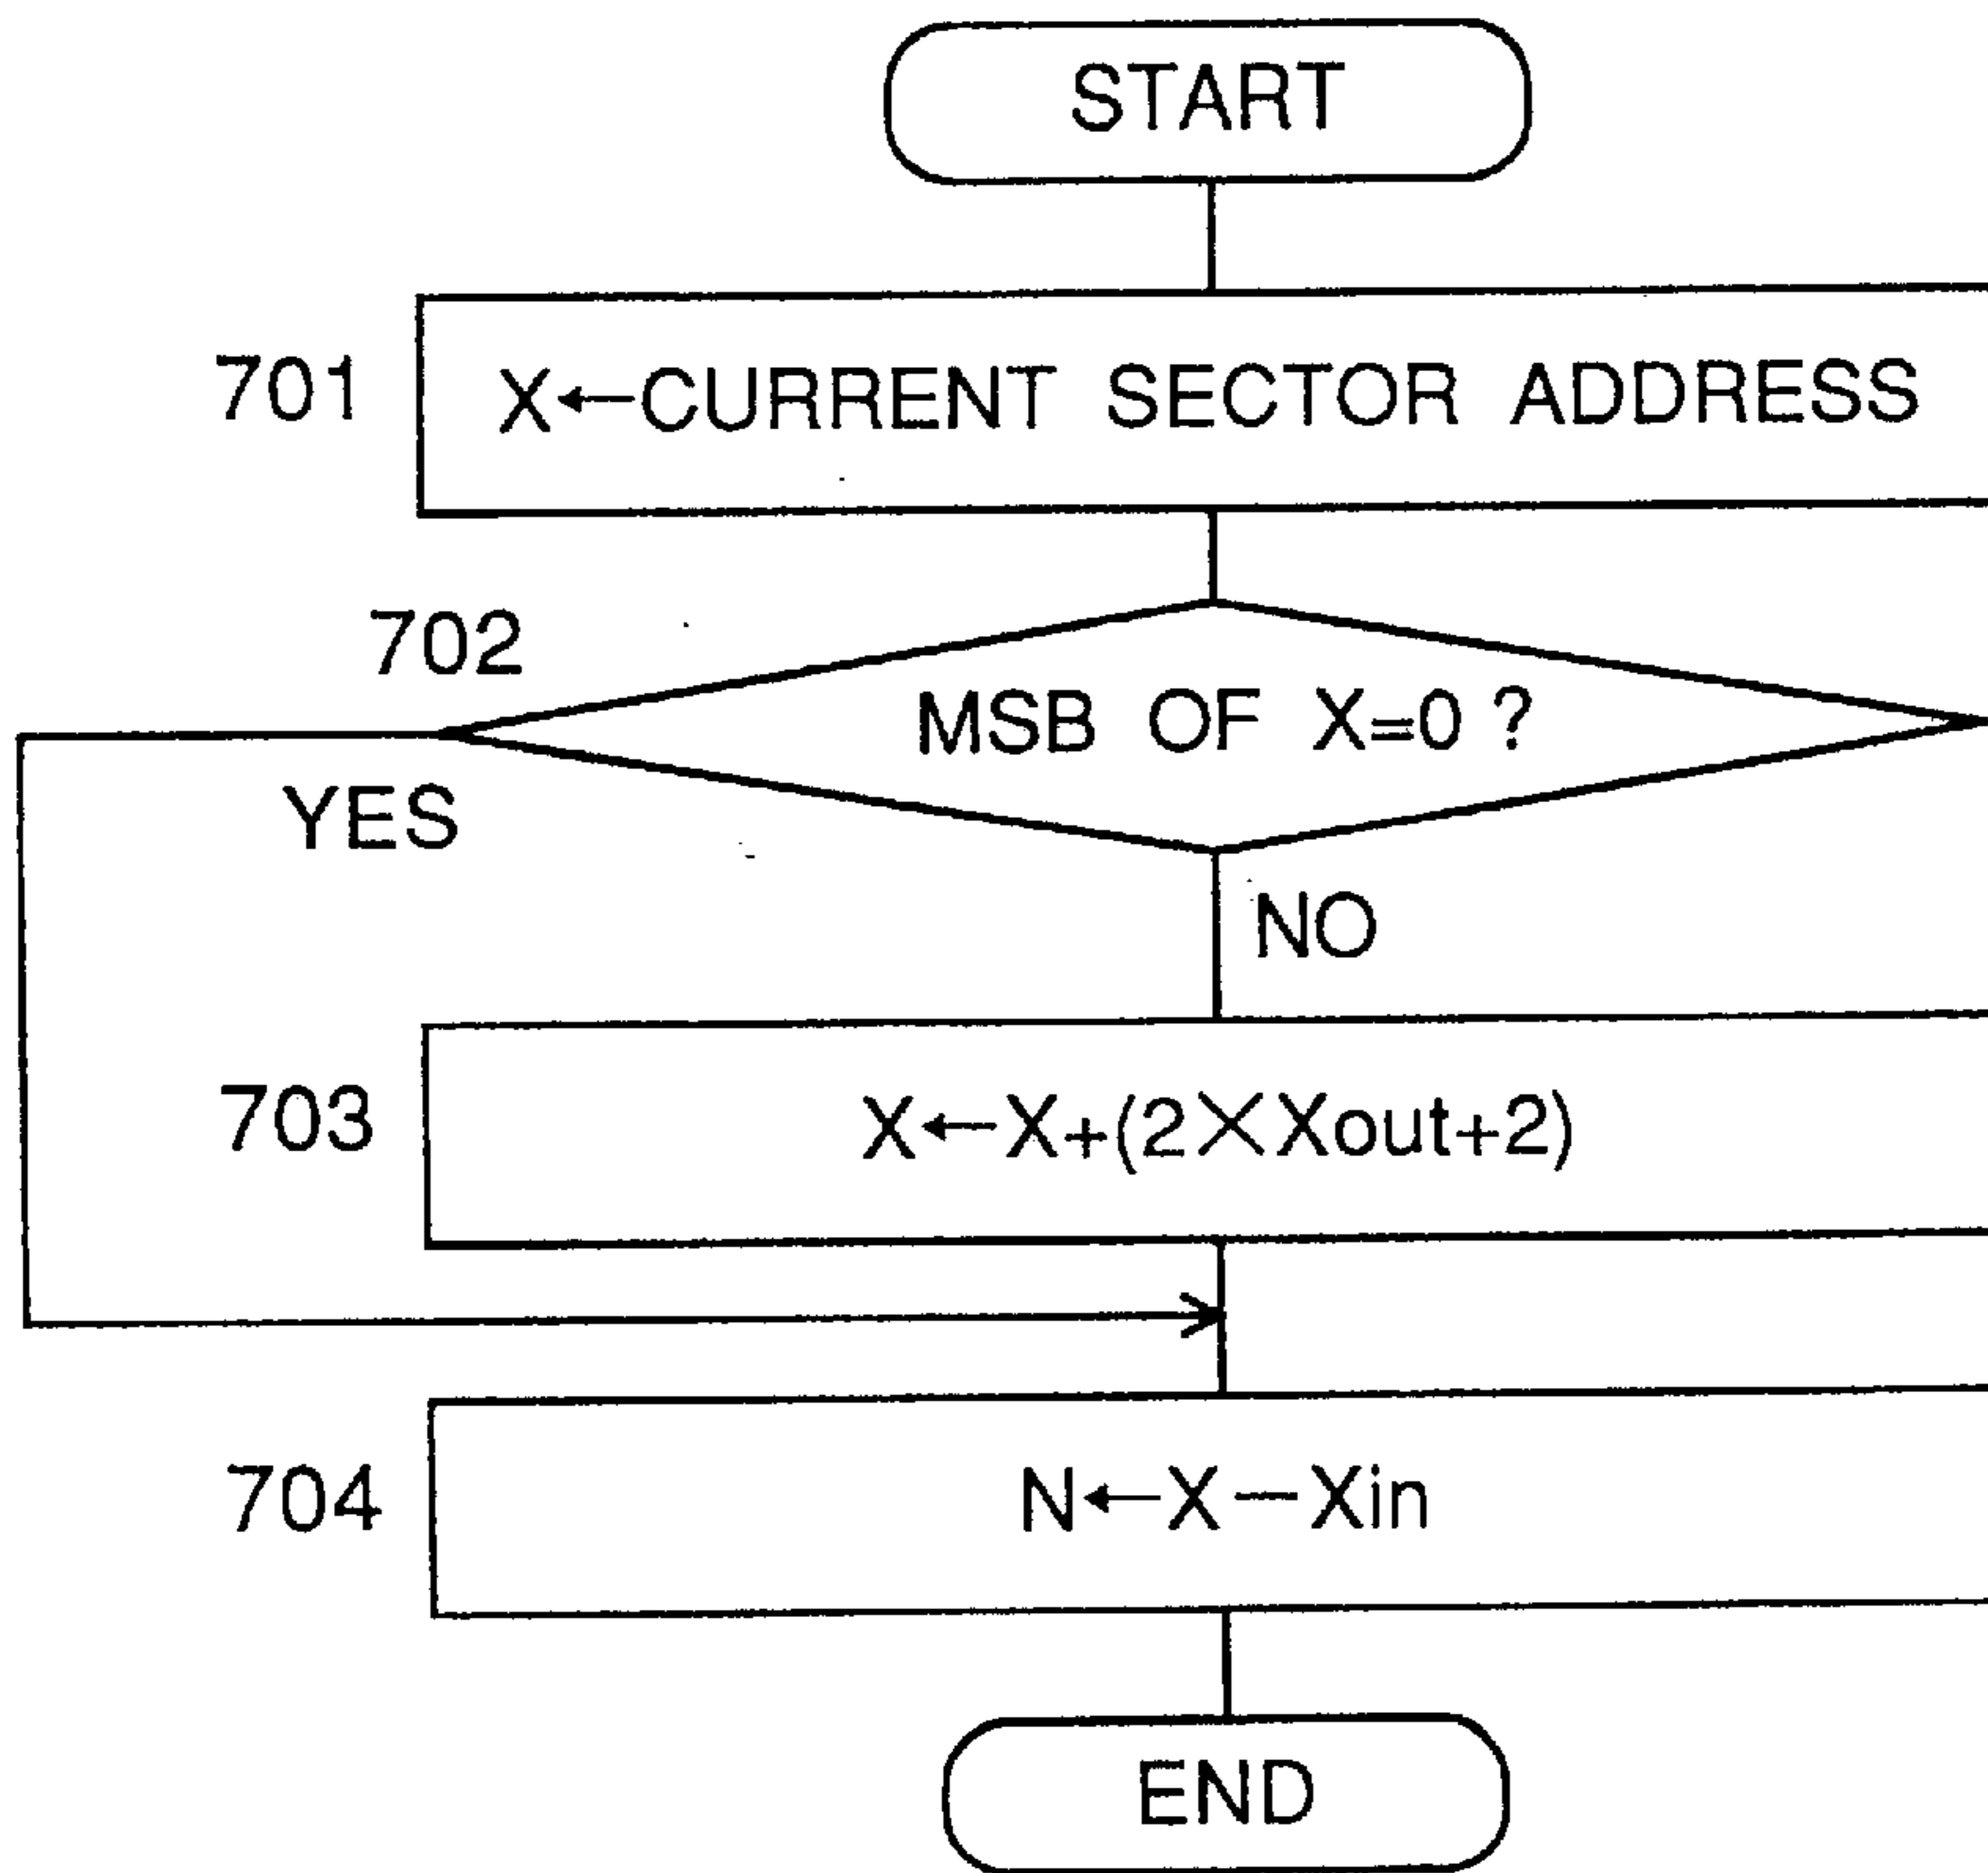 START
701
X←CURRENT SECTOR ADDRESS
702
MSB OF X=0 ?
YES
NO
703
X←X+(2×Xout+2)
704
N←X−Xin
END